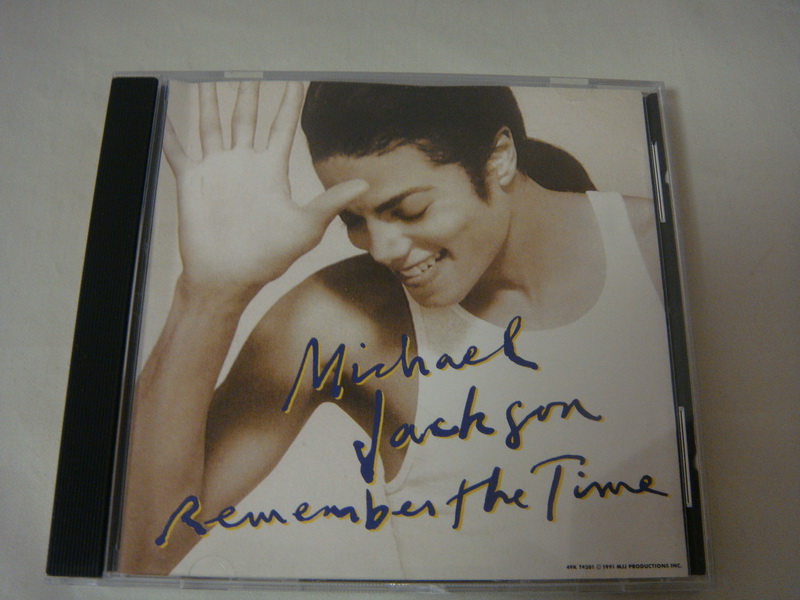 Michael
Jackson
Remember the Time
49K 74201 © 1991 MJJ PRODUCTIONS INC.